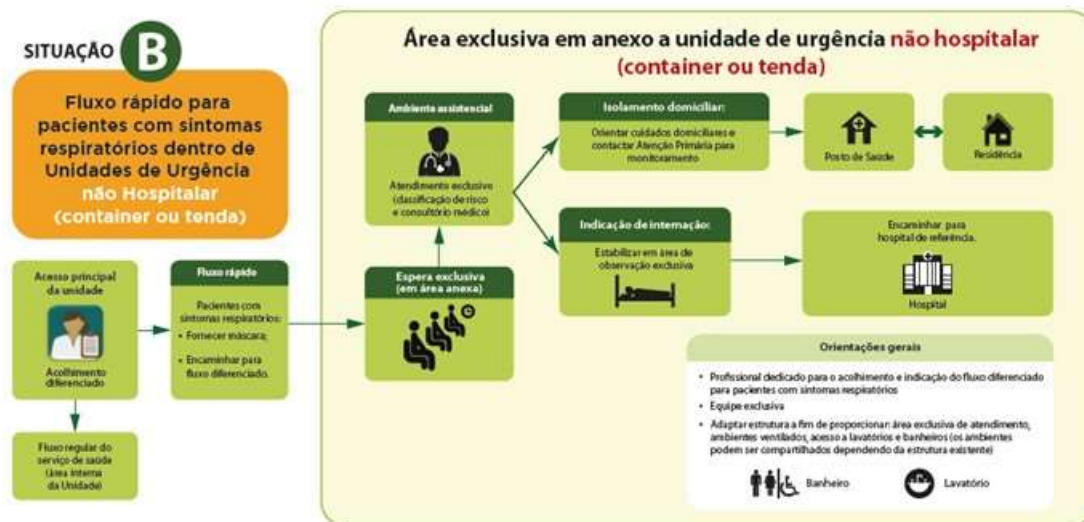 SITUAÇÃO B
Fluxo rápido para
pacientes com sintomas
respiratórios dentro de
Unidades de Urgência
não Hospitalar
(container ou tenda)
Acesso principal
da unidade
Acolhimento
diferenciado
Fluxo regular do
serviço de saúde
(área interna
da Unidade)
Fluxo rápido
Pacientes com
sintomas respiratórios:
• Fornecer máscara;
• Encaminhar para
fluxo diferenciado.
Área exclusiva em anexo a unidade de urgência não hospitalar
(container ou tenda)
Espera exclusiva
(em área anexa)
Ambiente assistencial
Atendimento exclusivo
(classificação de risco
e consultório médico)
Isolamento domiciliar:
Orientar cuidados domiciliares e
contactar Atenção Primária para
monitoramento
Posto de Saúde
Residência
Indicação de internação:
Estabilizar em área de
observação exclusiva
Encaminhar para
hospital de referência.
Hospital
Orientações gerais
• Profissional dedicado para o acolhimento e indicação do fluxo diferenciado
para pacientes com sintomas respiratórios
• Equipe exclusiva
• Adaptar estrutura a fim de proporcionar: área exclusiva de atendimento,
ambientes ventilados, acesso a lavatórios e banheiros (os ambientes
podem ser compartilhados dependendo da estrutura existente)
Banheiro
Lavatório